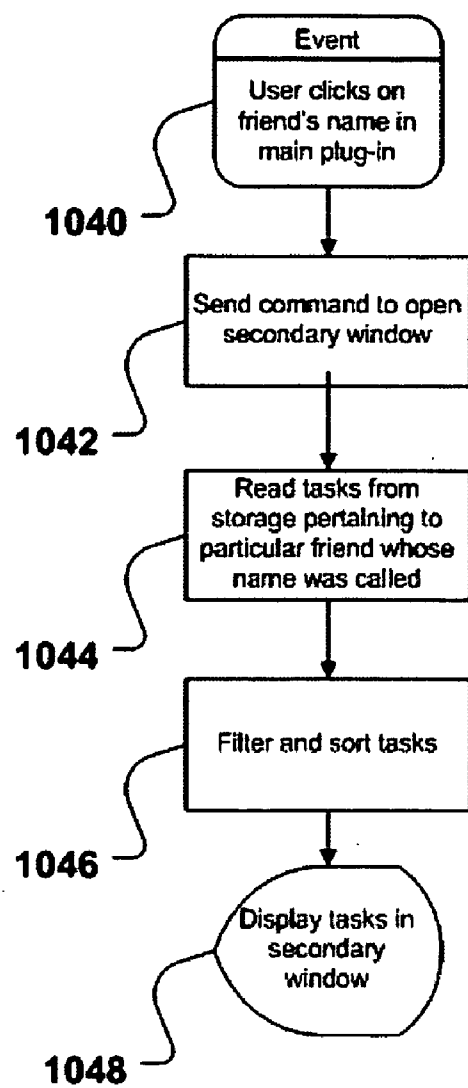 Event
User clicks on
friend's name in
main plug-in
1040
Send command to open
secondary window
1042
Read tasks from
storage pertaining to
particular friend whose
name was called
1044
Filter and sort tasks
1046
Display tasks in
secondary
window
1048